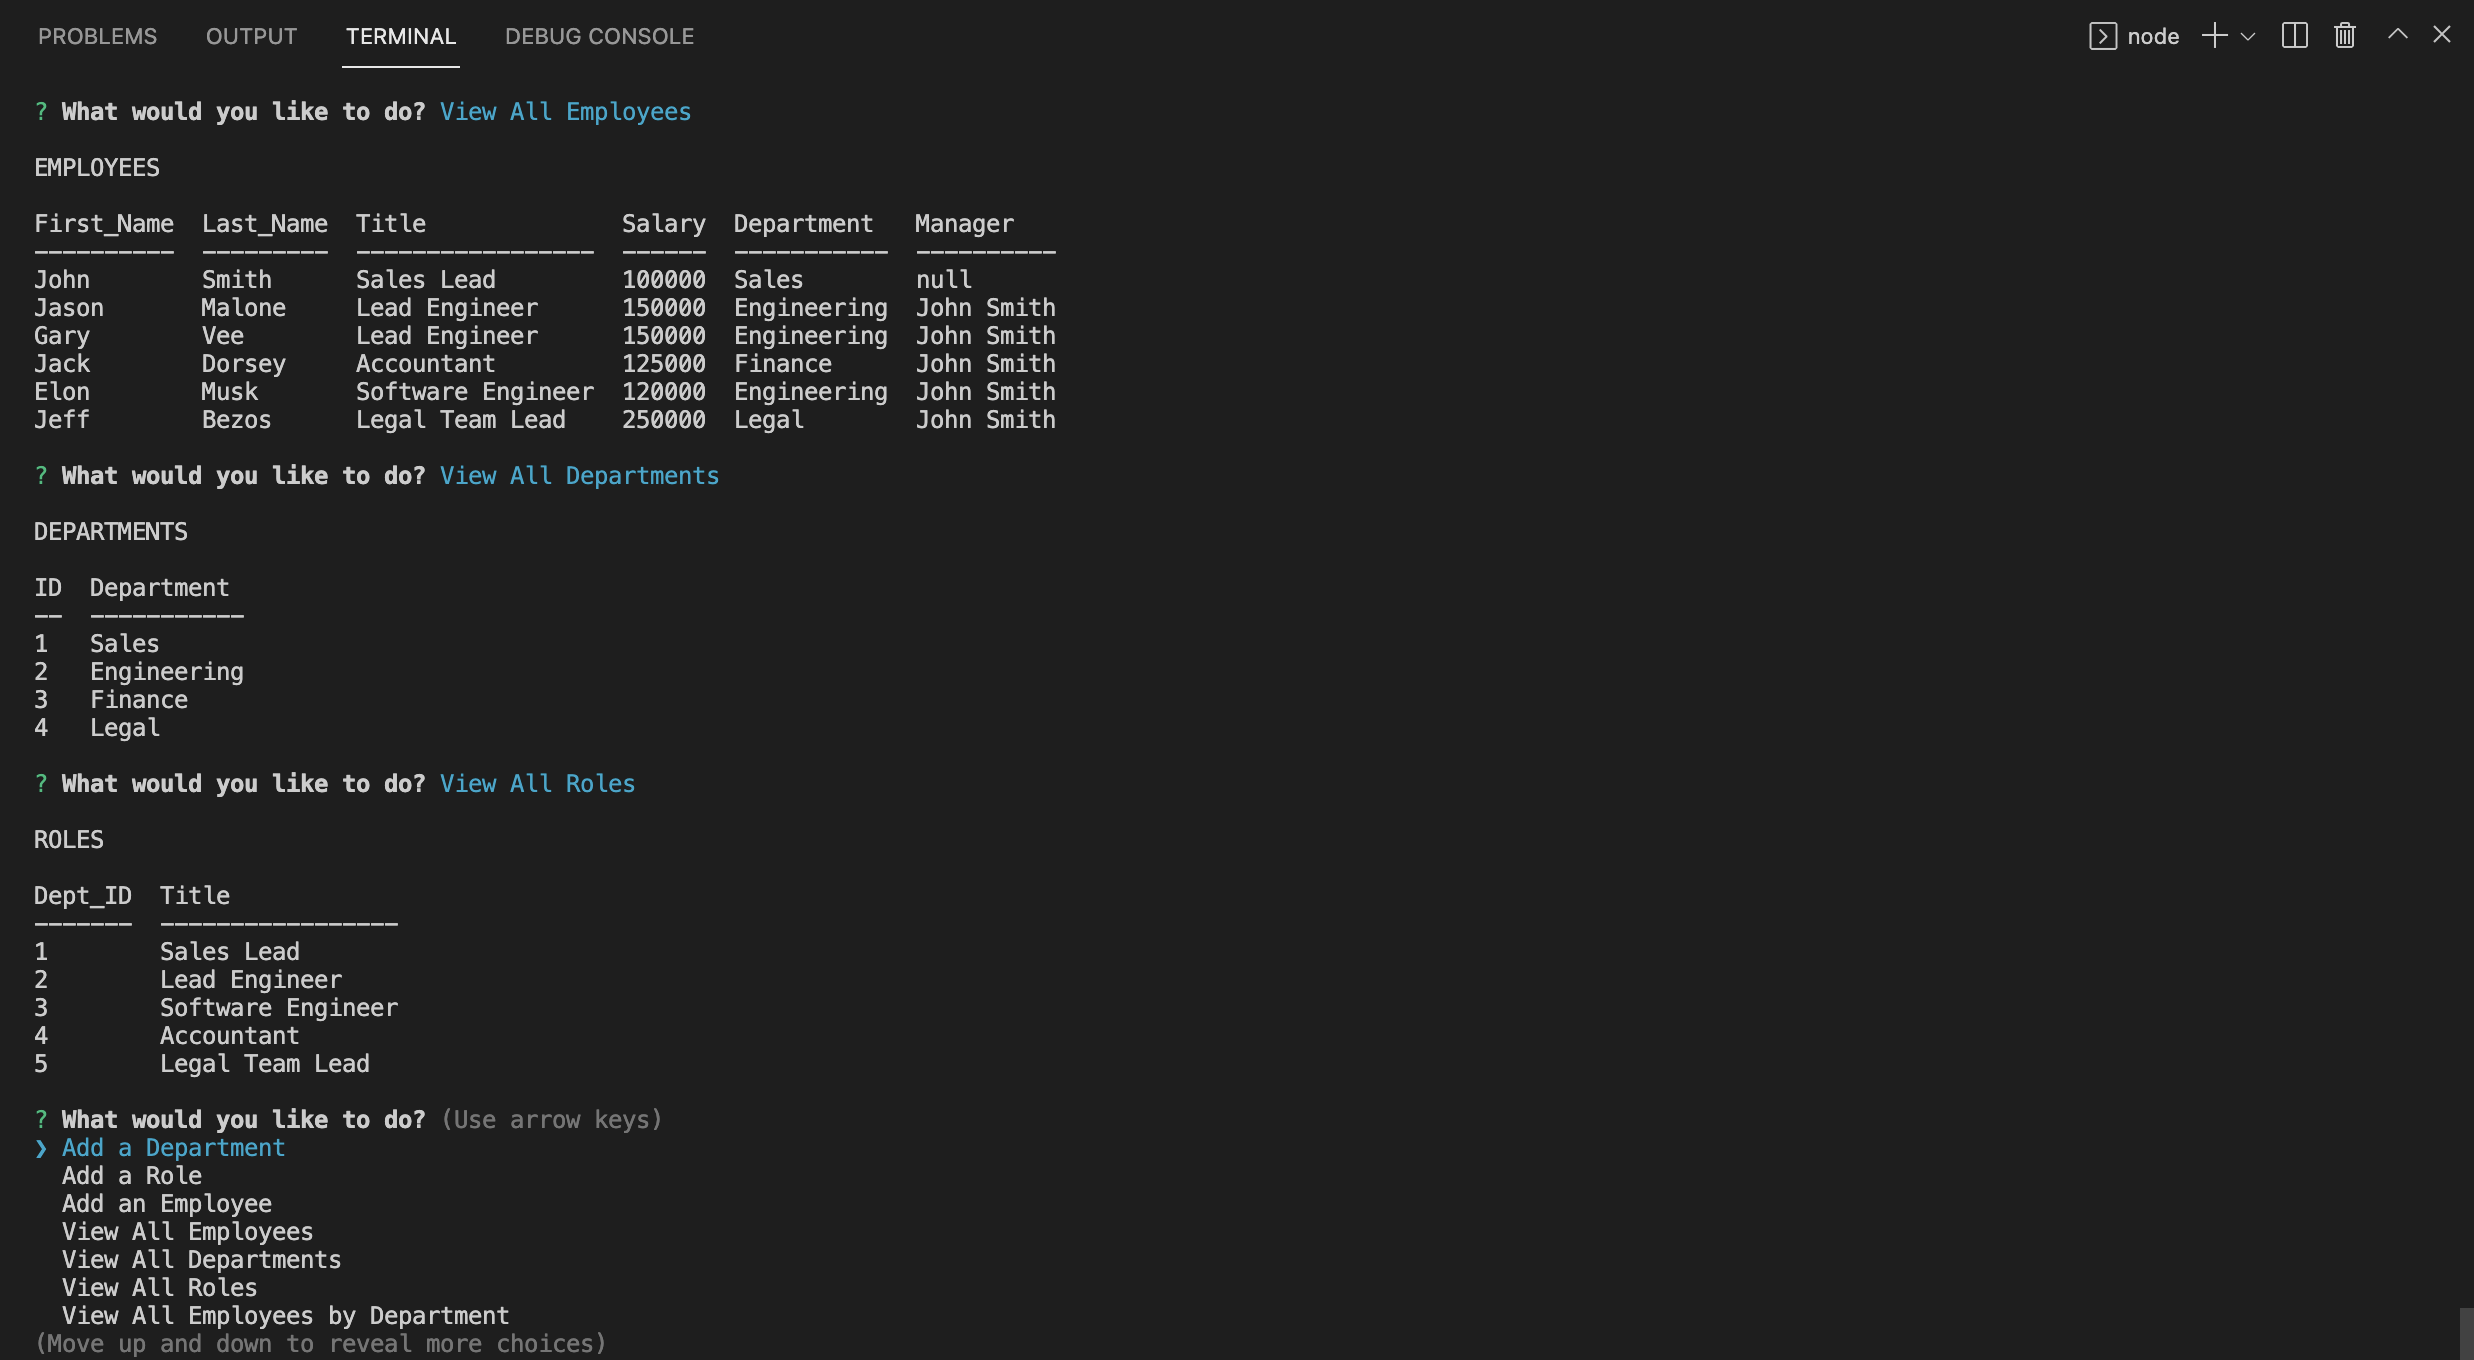 PROBLEMS OUTPUT TERMINAL DEBUG CONSOLE node
? What would you like to do? View All Employees
EMPLOYEES
First_Name  Last_Name  Title              Salary  Department   Manager
----------  ---------  -----------------  ------  -----------  ----------
John        Smith      Sales Lead         100000  Sales        null
Jason       Malone     Lead Engineer      150000  Engineering  John Smith
Gary        Vee        Lead Engineer      150000  Engineering  John Smith
Jack        Dorsey     Accountant         125000  Finance      John Smith
Elon        Musk       Software Engineer  120000  Engineering  John Smith
Jeff        Bezos      Legal Team Lead    250000  Legal        John Smith
? What would you like to do? View All Departments
DEPARTMENTS
ID  Department
--  -----------
1   Sales
2   Engineering
3   Finance
4   Legal
? What would you like to do? View All Roles
ROLES
Dept_ID  Title
-------  -----------------
1        Sales Lead
2        Lead Engineer
3        Software Engineer
4        Accountant
5        Legal Team Lead
? What would you like to do? (Use arrow keys)
❯ Add a Department
  Add a Role
  Add an Employee
  View All Employees
  View All Departments
  View All Roles
  View All Employees by Department
(Move up and down to reveal more choices)